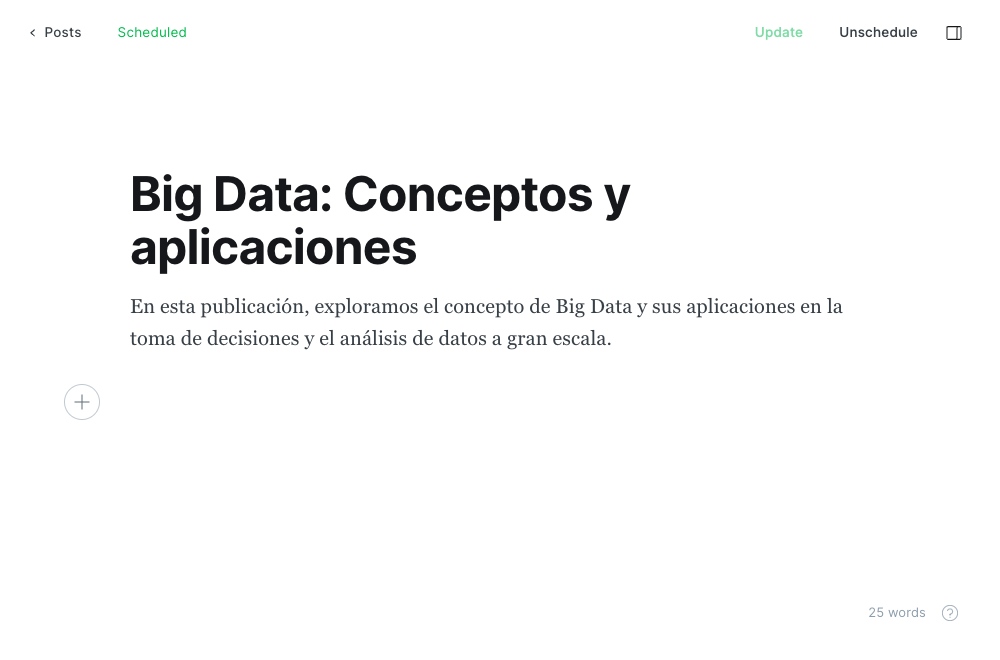 Posts
Scheduled
Update
Unschedule
Big Data: Conceptos y
aplicaciones
En esta publicación, exploramos el concepto de Big Data y sus aplicaciones en la
toma de decisiones y el análisis de datos a gran escala.
25 words